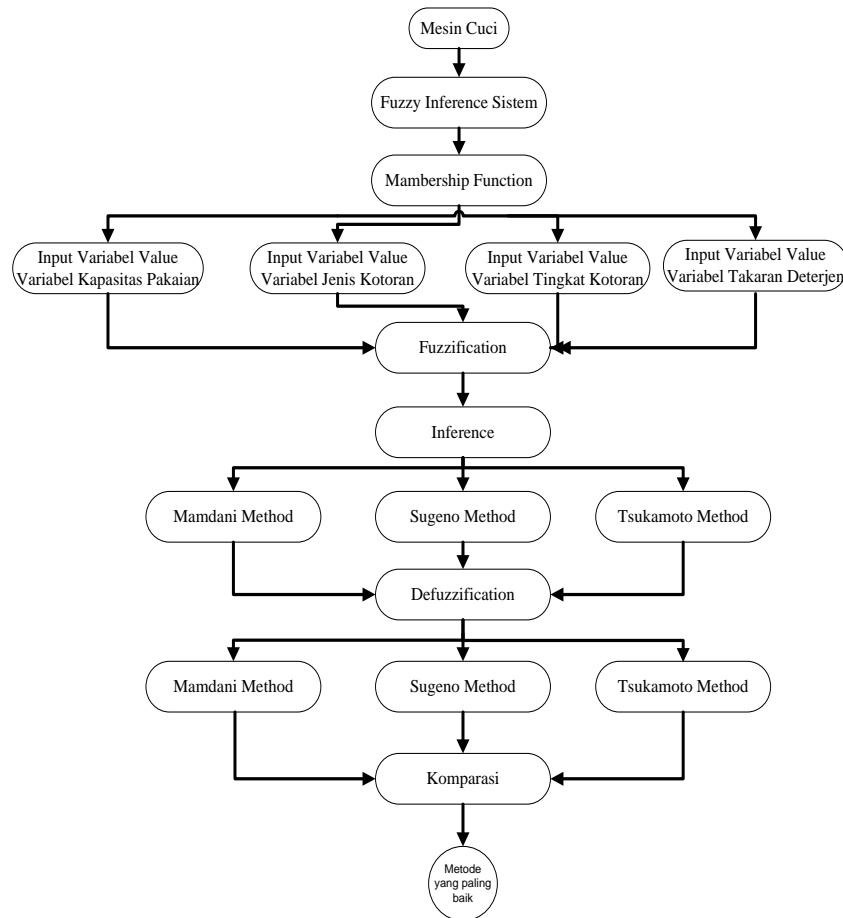 Mesin Cuci
Fuzzy Inference Sistem
Mambership Function
Input Variabel Value
Variabel Kapasitas Pakaian
Input Variabel Value
Variabel Jenis Kotoran
Input Variabel Value
Variabel Tingkat Kotoran
Input Variabel Value
Variabel Takaran Deterjen
Fuzzification
Inference
Mamdani Method
Sugeno Method
Tsukamoto Method
Defuzzification
Mamdani Method
Sugeno Method
Tsukamoto Method
Komparasi
Metode
yang paling
baik